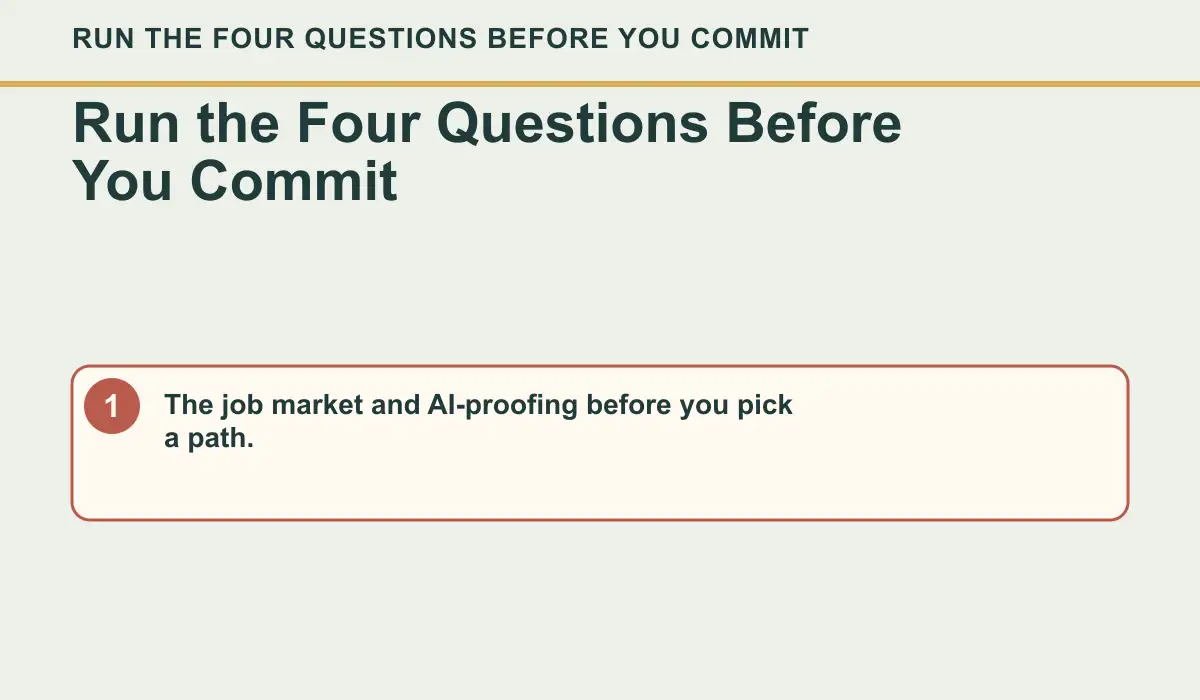 RUN THE FOUR QUESTIONS BEFORE YOU COMMIT
Run the Four Questions Before
You Commit
1
The job market and AI-proofing before you pick
a path.